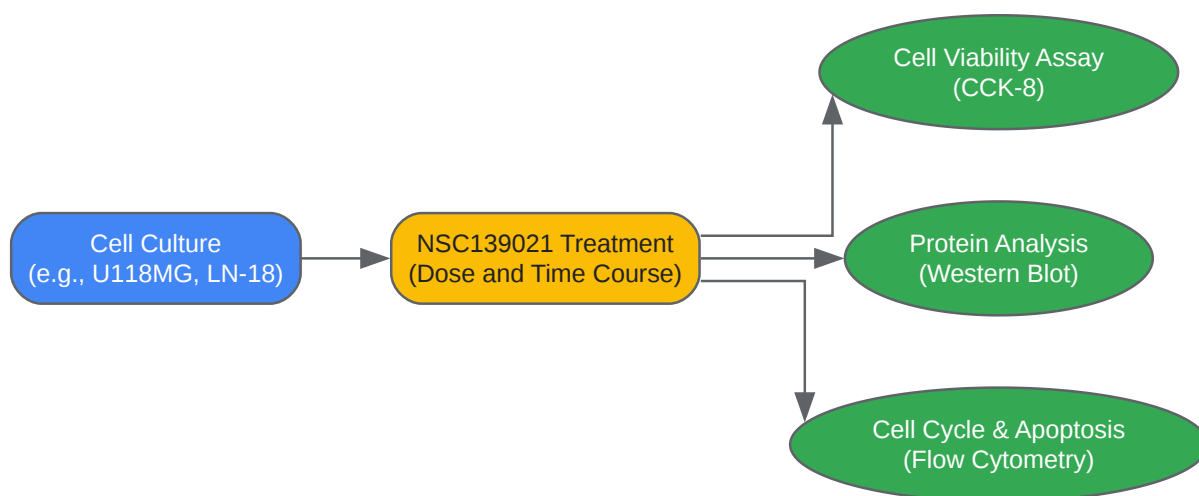 Cell Culture
(e.g., U118MG, LN-18)
NSC139021 Treatment
(Dose and Time Course)
Cell Viability Assay
(CCK-8)
Protein Analysis
(Western Blot)
Cell Cycle & Apoptosis
(Flow Cytometry)